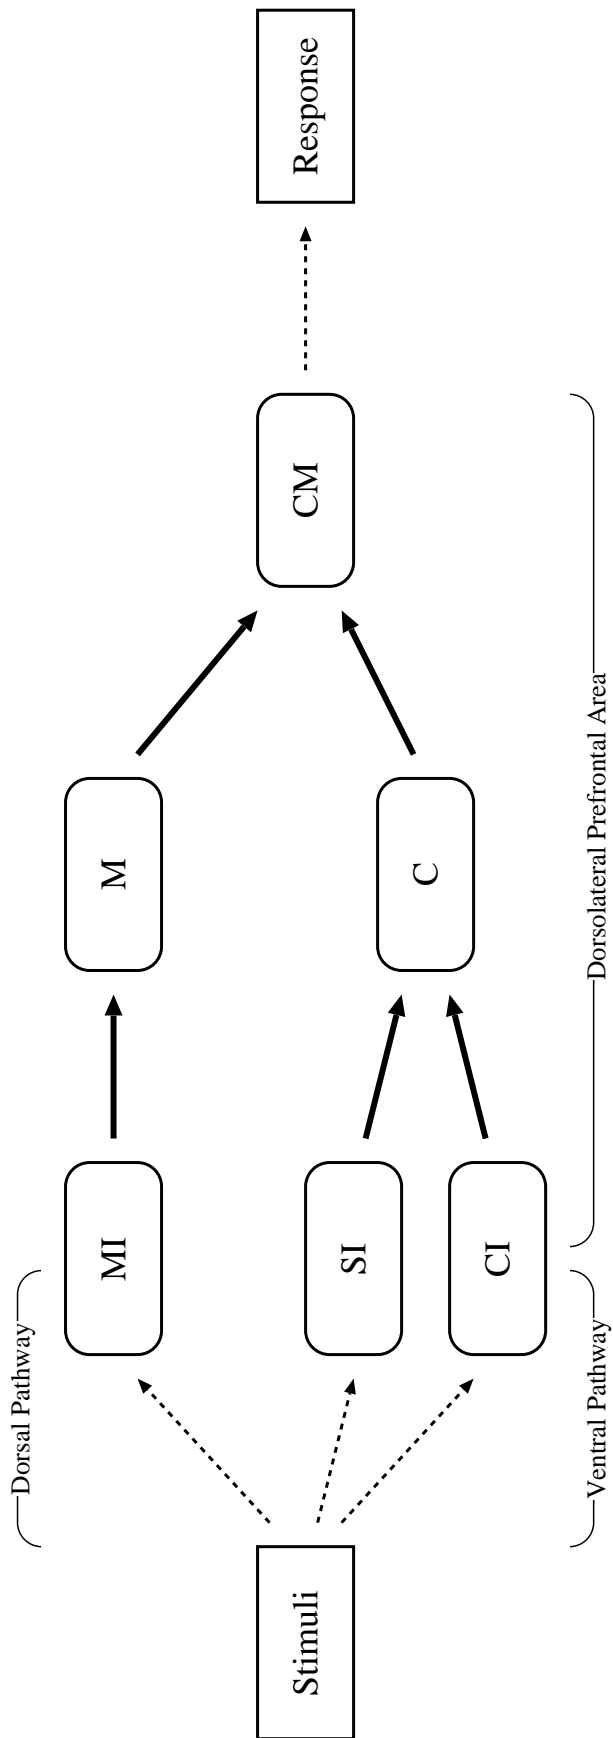 Dorsal Pathway
Stimuli
MI
SI
CI
M
C
CM
Response
Ventral Pathway
Dorsolateral Prefrontal Area